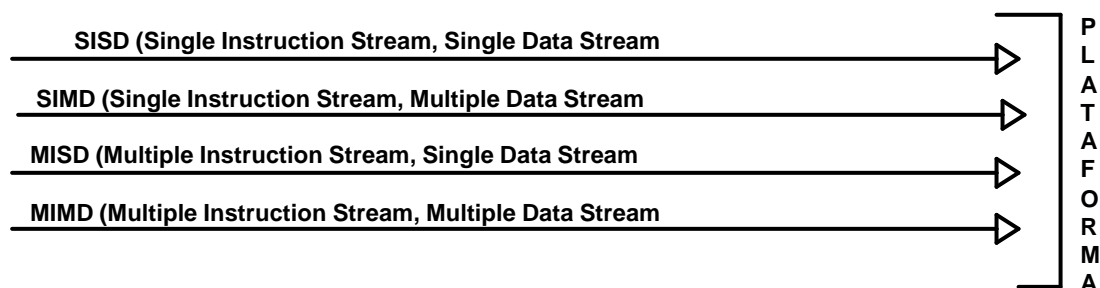 SISD (Single Instruction Stream, Single Data Stream
SIMD (Single Instruction Stream, Multiple Data Stream
MISD (Multiple Instruction Stream, Single Data Stream
MIMD (Multiple Instruction Stream, Multiple Data Stream
PLATAFORMA